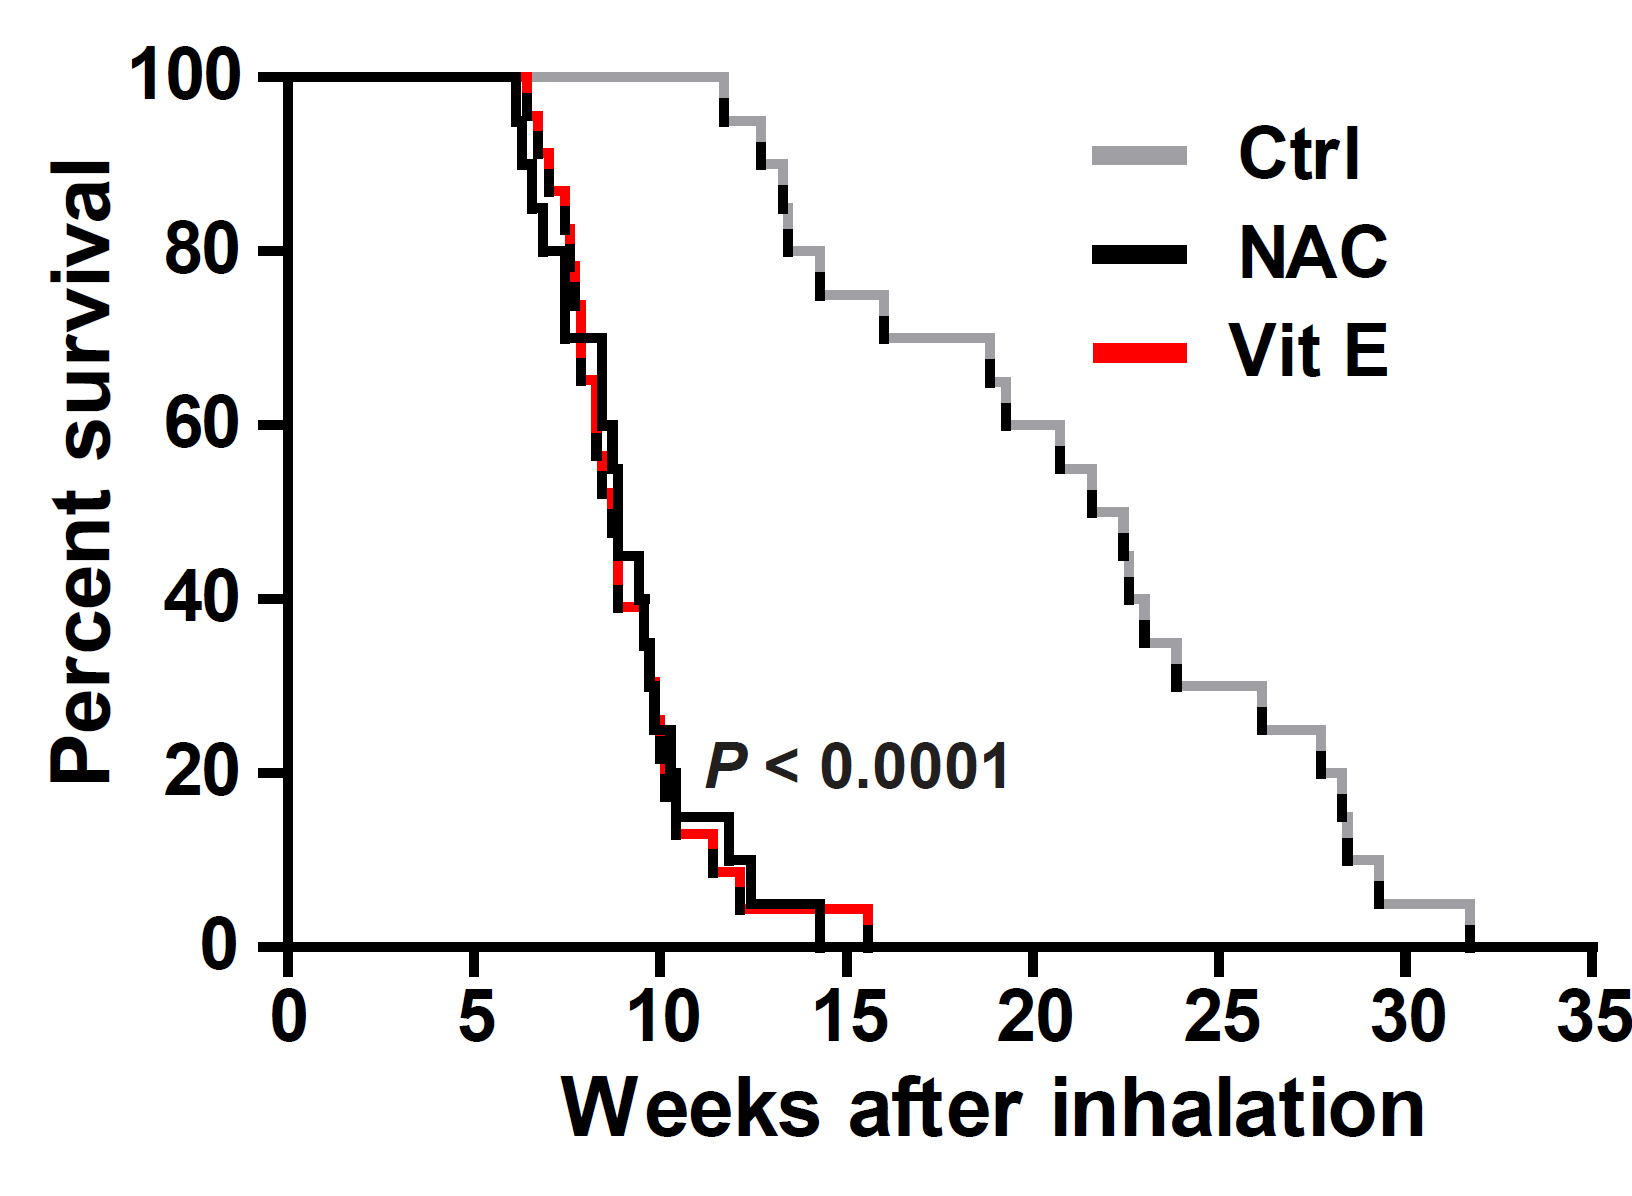 100
80
60
40
20
0
Percent survival
Ctrl
NAC
Vit E
P < 0.0001
0 5 10 15 20 25 30 35
Weeks after inhalation